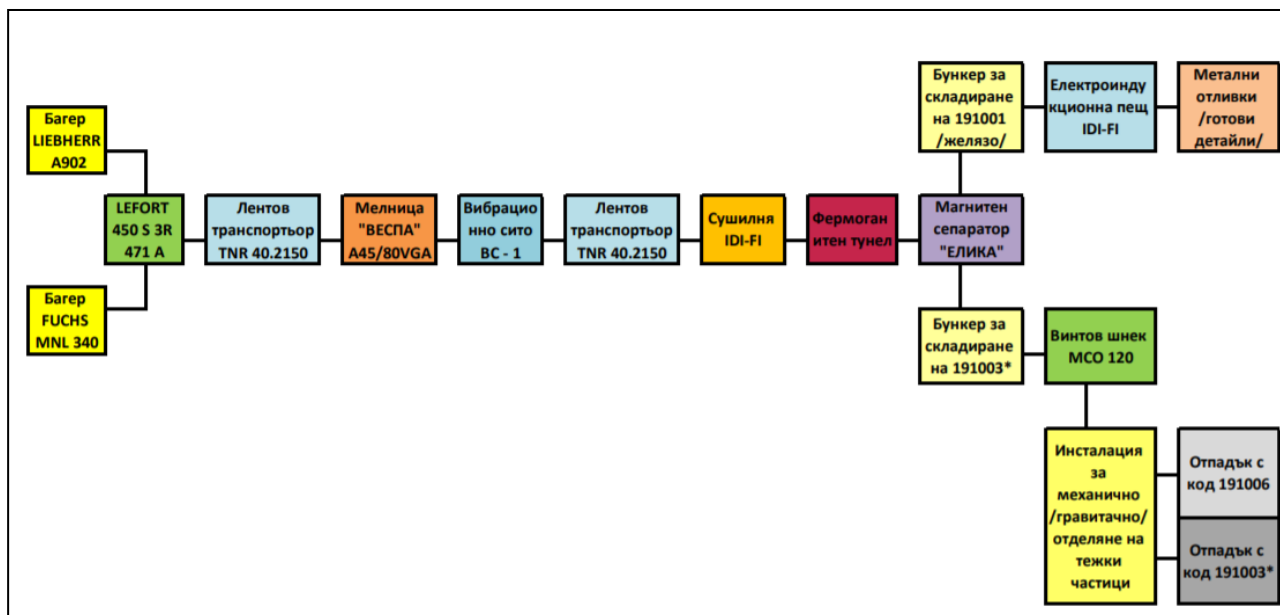 Багер
LIEBHERR
A902
Багер
FUCHS
MNL 340
LEFORT
450 S 3R
471 A
Лентов
транспортьор
TNR 40.2150
Мелница
"ВЕСПА"
A45/80VGA
Вибрацио
нно сито
ВС - 1
Лентов
транспортьор
TNR 40.2150
Сушилня
IDI-FI
Фермоган
итен тунел
Магнитен
сепаратор
"ЕЛИКА"
Бункер за
складиране
на 191001
/желязо/
Електроинду
кционна пещ
IDI-FI
Метални
отливки
/готови
детайли/
Бункер за
складиране
на 191003*
Винтов шнек
МСО 120
Инсталация
за
механично
/гравитачно/
отделяне на
тежки
частици
Отпадък с
код 191006
Отпадък с
код 191003*